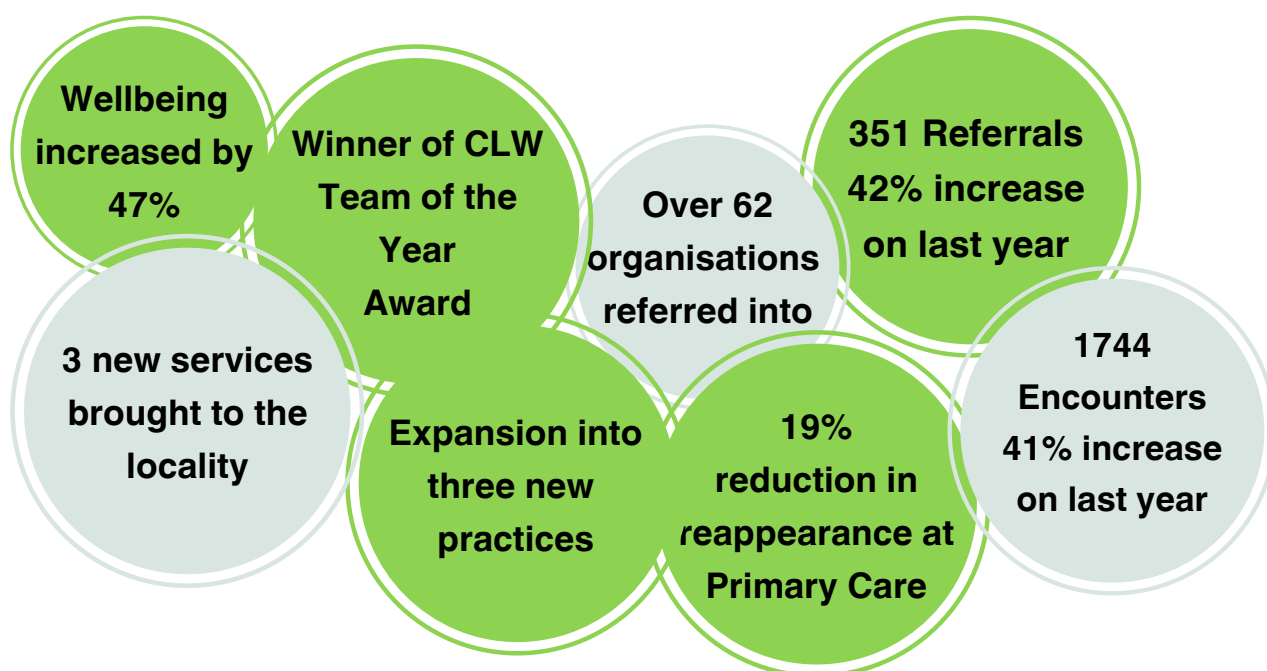 Wellbeing
increased by
47%
Winner of CLW
Team of the
Year
Award
Over 62
organisations
referred into
351 Referrals
42% increase
on last year
3 new services
brought to the
locality
Expansion into
three new
practices
19%
reduction in
reappearance at
Primary Care
1744
Encounters
41% increase
on last year